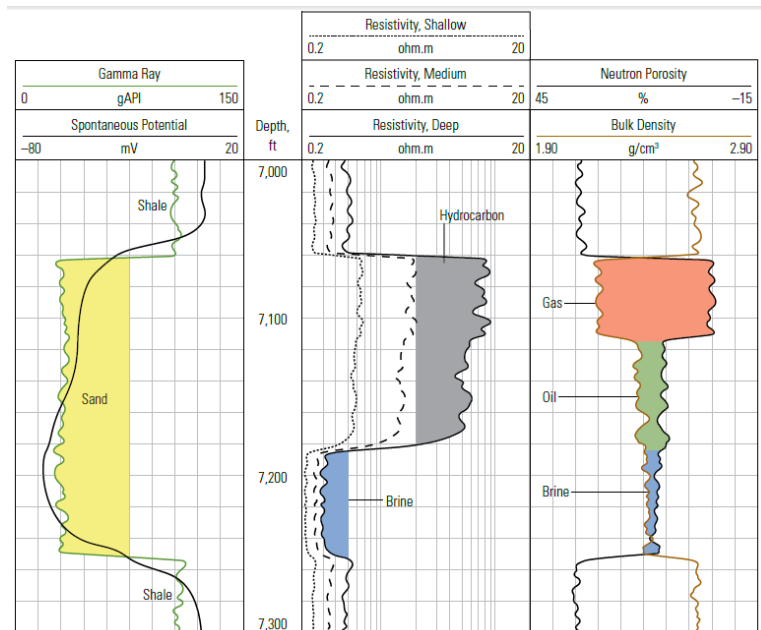 Resistivity, Shallow
0.2 ohm.m 20
Gamma Ray
0 gAPI 150
Resistivity, Medium
0.2 ohm.m 20
Neutron Porosity
45 % –15
Spontaneous Potential
–80 mV 20
Depth,
ft
Resistivity, Deep
0.2 ohm.m 20
Bulk Density
1.90 g/cm³ 2.90
7,000
Shale
Hydrocarbon
Gas
7,100
Sand
Oil
7,200
Brine
Brine
Shale
7,300